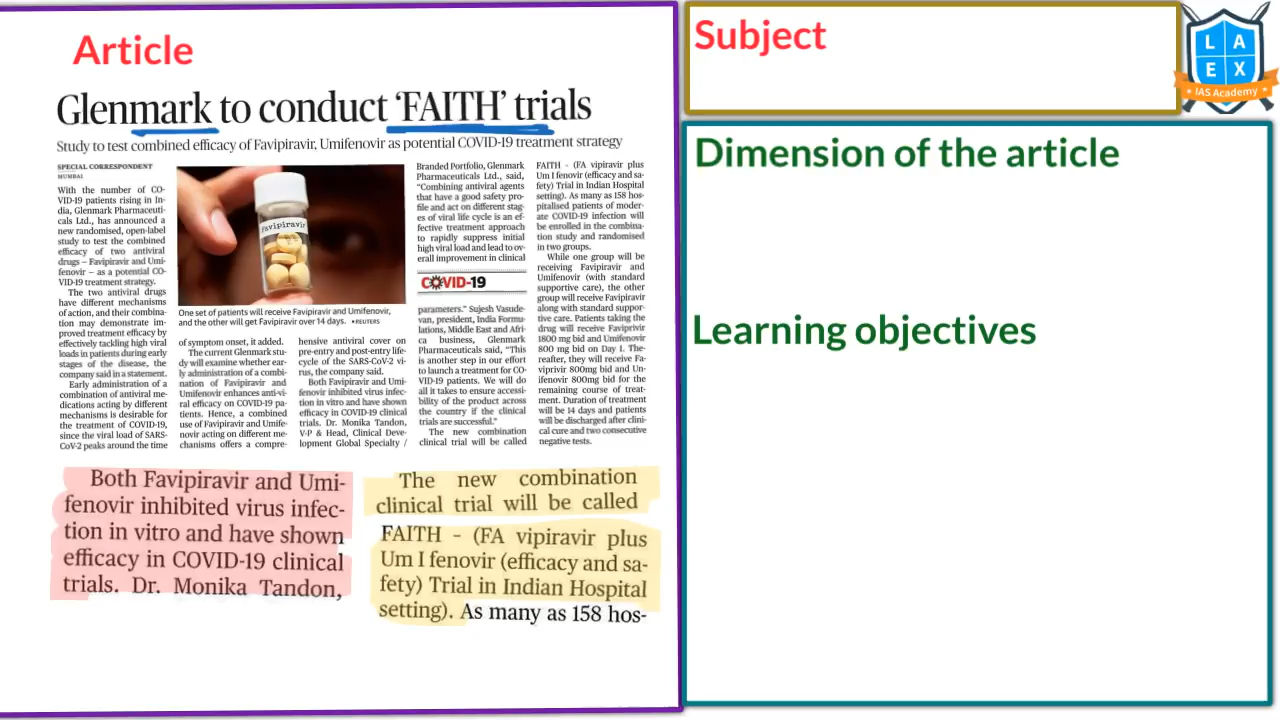 Article
Glenmark to conduct ‘FAITH’ trials
Study to test combined efficacy of Favipiravir, Umifenovir as potential COVID-19 treatment strategy
SPECIAL CORRESPONDENT
MUMBAI
With the number of CO-
VID-19 patients rising in In-
dia, Glenmark Pharmaceuti-
cals Ltd., has announced a
new randomised, open-label
study to test the combined
efficacy of two antiviral
drugs – Favipiravir and Umi-
fenovir – as a potential CO-
VID-19 treatment strategy.
The two antiviral drugs
have different mechanisms
of action, and their combina-
tion may demonstrate im-
proved treatment efficacy by
effectively tackling high viral
loads in patients during early
stages of the disease, the
company said in a statement.
Early administration of a
combination of antiviral me-
dications acting by different
mechanisms is desirable for
the treatment of COVID-19,
since the viral load of SARS-
CoV-2 peaks around the time
Favipiravir
One set of patients will receive Favipiravir and Umifenovir,
and the other will get Favipiravir over 14 days. •REUTERS
of symptom onset, it added.
The current Glenmark stu-
dy will examine whether ear-
ly administration of a combi-
nation of Favipiravir and
Umifenovir enhances anti-vi-
ral efficacy on COVID-19 pa-
tients. Hence, a combined
use of Favipiravir and Umife-
novir acting on different me-
chanisms offers a compre-
hensive antiviral cover on
pre-entry and post-entry life-
cycle of the SARS-CoV-2 vi-
rus, the company said.
Both Favipiravir and Umi-
fenovir inhibited virus infec-
tion in vitro and have shown
efficacy in COVID-19 clinical
trials. Dr. Monika Tandon,
V-P & Head, Clinical Deve-
lopment Global Specialty /
Branded Portfolio, Glenmark
Pharmaceuticals Ltd., said,
“Combining antiviral agents
that have a good safety pro-
file and act on different stag-
es of viral life cycle is an ef-
fective treatment approach
to rapidly suppress initial
high viral load and lead to ov-
erall improvement in clinical
COVID-19
parameters.” Sujesh Vasude-
van, president, India Formu-
lations, Middle East and Afri-
ca business, Glenmark
Pharmaceuticals said, “This
is another step in our effort
to launch a treatment for CO-
VID-19 patients. We will do
all it takes to ensure accessi-
bility of the product across
the country if the clinical
trials are successful.”
The new combination
clinical trial will be called
FAITH - (FA vipiravir plus
Um I fenovir (efficacy and sa-
fety) Trial in Indian Hospital
setting). As many as 158 hos-
pitalised patients of moder-
ate COVID-19 infection will
be enrolled in the combina-
tion study and randomised
in two groups.
While one group will be
receiving Favipiravir and
Umifenovir (with standard
supportive care), the other
group will receive Favipiravir
along with standard suppor-
tive care. Patients taking the
drug will receive Faviprivir
1800 mg bid and Umifenovir
800 mg bid on Day 1. The-
reafter, they will receive Fa-
viprivir 800mg bid and Um-
ifenovir 800mg bid for the
remaining course of treat-
ment. Duration of treatment
will be 14 days and patients
will be discharged after clini-
cal cure and two consecutive
negative tests.
Both Favipiravir and Umi-
fenovir inhibited virus infec-
tion in vitro and have shown
efficacy in COVID-19 clinical
trials. Dr. Monika Tandon,
The new combination
clinical trial will be called
FAITH - (FA vipiravir plus
Um I fenovir (efficacy and sa-
fety) Trial in Indian Hospital
setting). As many as 158 hos-
Subject
L A
E X
IAS Academy
Dimension of the article
Learning objectives